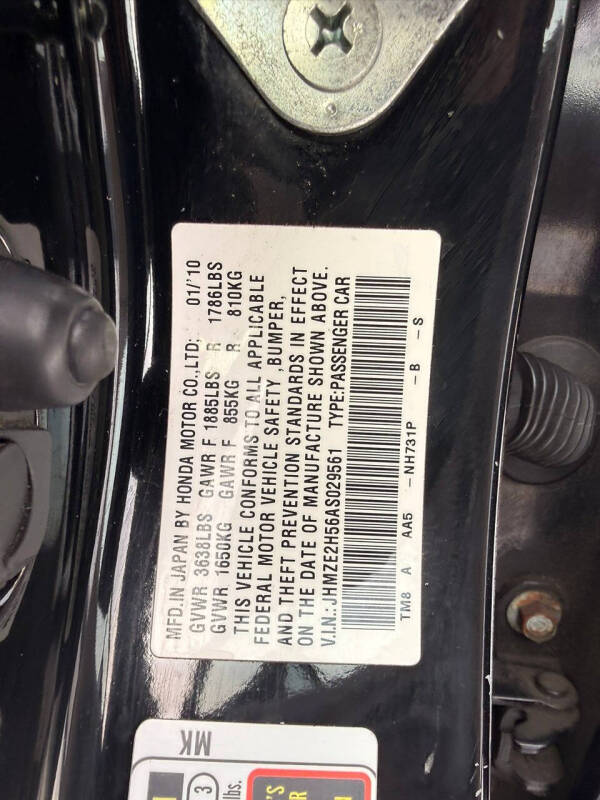 MFD.IN JAPAN BY HONDA MOTOR CO.,LTD; 01/'10
GVWR 3638LBS GAWR F 1885LBS R 1786LBS
GVWR 1650KG GAWR F 855KG R 810KG
THIS VEHICLE CONFORMS TO ALL APPLICABLE
FEDERAL MOTOR VEHICLE SAFETY ,BUMPER,
AND THEFT PREVENTION STANDARDS IN EFFECT
ON THE DATE OF MANUFACTURE SHOWN ABOVE.
V.I.N.:JHMZE2H56AS029561 TYPE:PASSENGER CAR
TM8 A AA5 -NH731P -B -S
MK
3
lbs.